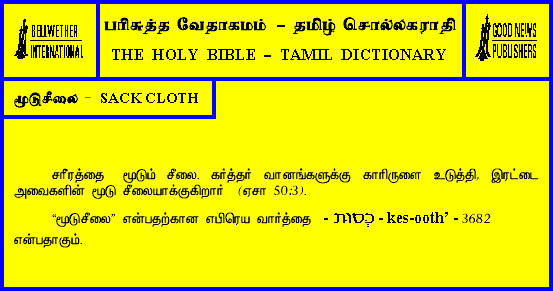 BELLWETHER
INTERNATIONAL
பரிசுத்த வேதாகமம் – தமிழ் சொல்லகராதி
THE HOLY BIBLE – TAMIL DICTIONARY
GOOD NEWS
PUBLISHERS
மூடுசீலை – SACK CLOTH
சரீரத்தை மூடும் சீலை. கர்த்தர் வானங்களுக்கு காரிருளை உடுத்தி, இரட்டை
அவைகளின் மூடு சீலையாக்குகிறார் (ஏசா 50:3).
“மூடுசீலை” என்பதற்கான எபிரெய வார்த்தை - כְּסוּת - kes-ooth’ - 3682
என்பதாகும்.